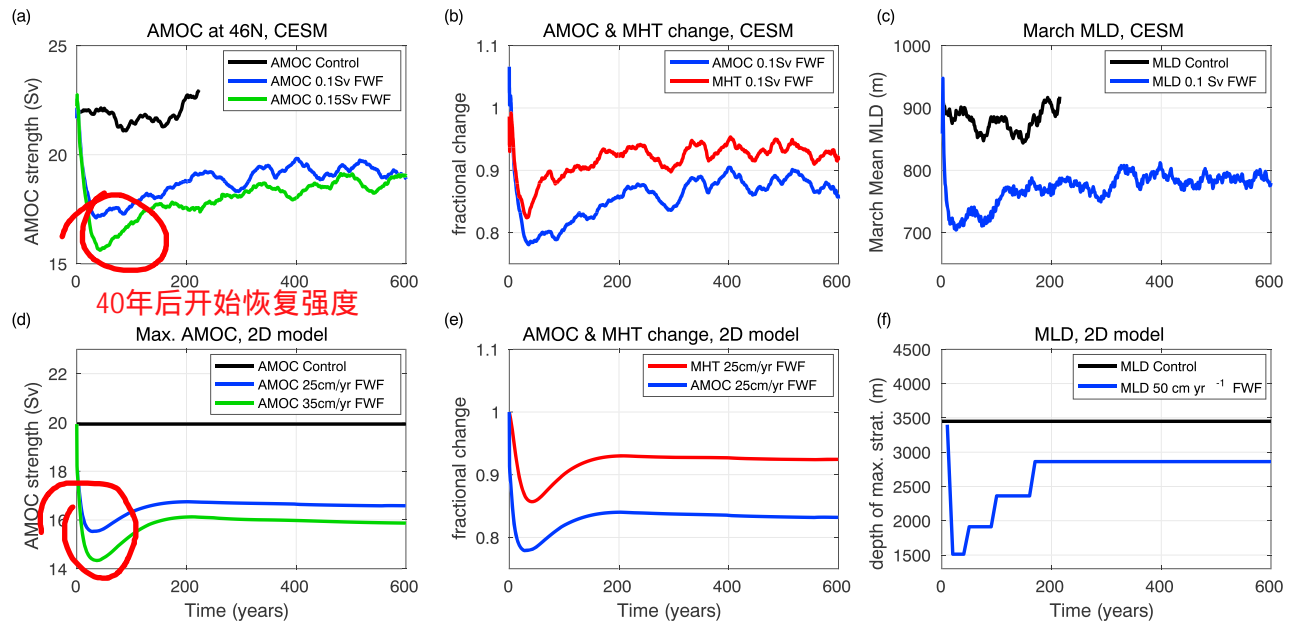 (a)
AMOC at 46N, CESM
25
20
15
0
200
400
600
AMOC strength (Sv)
AMOC Control
AMOC 0.1Sv FWF
AMOC 0.15Sv FWF
(b)
AMOC & MHT change, CESM
1.1
1
0.9
0.8
0
200
400
600
fractional change
AMOC 0.1Sv FWF
MHT 0.1Sv FWF
(c)
March MLD, CESM
1000
900
800
700
0
200
400
600
March Mean MLD (m)
MLD Control
MLD 0.1 Sv FWF
40年后开始恢复强度
(d)
Max. AMOC, 2D model
22
20
18
16
14
0
200
400
600
AMOC strength (Sv)
Time (years)
AMOC Control
AMOC 25cm/yr FWF
AMOC 35cm/yr FWF
(e)
AMOC & MHT change, 2D model
1.1
1
0.9
0.8
0
200
400
600
fractional change
Time (years)
MHT 25cm/yr FWF
AMOC 25cm/yr FWF
(f)
MLD, 2D model
4500
4000
3500
3000
2500
2000
1500
0
200
400
600
depth of max. strat. (m)
Time (years)
MLD Control
MLD 50 cm yr -1 FWF